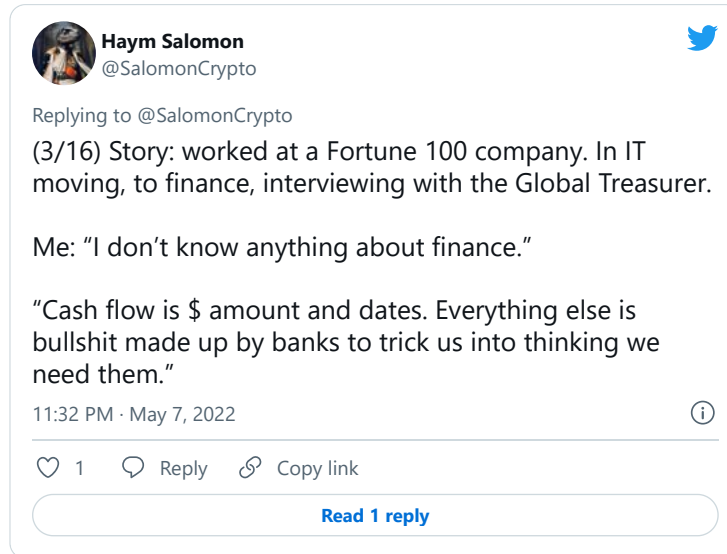 Haym Salomon
@SalomonCrypto
Replying to @SalomonCrypto
(3/16) Story: worked at a Fortune 100 company. In IT
moving, to finance, interviewing with the Global Treasurer.
Me: “I don’t know anything about finance.”
“Cash flow is $ amount and dates. Everything else is
bullshit made up by banks to trick us into thinking we
need them.”
11:32 PM · May 7, 2022
1 Reply Copy link
Read 1 reply